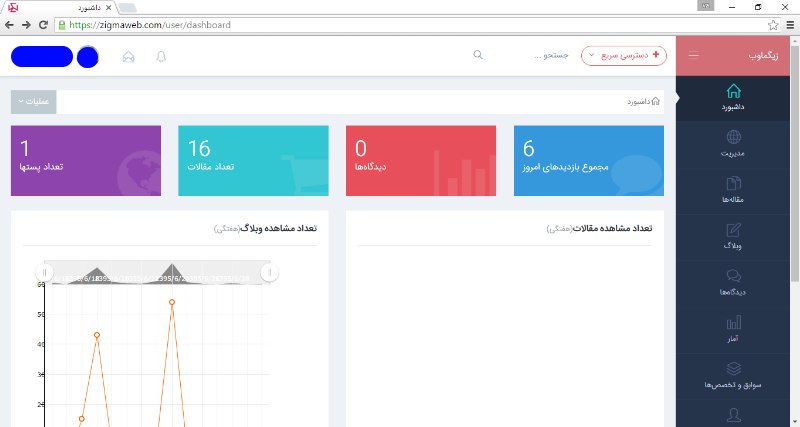 داشبورد
https://zigmaweb.com/user/dashboard
زیگماوب
دسترسی سریع
جستجو ...
داشبورد
عملیات
داشبورد
مدیریت
مقاله‌ها
وبلاگ
دیدگاه‌ها
آمار
سوابق و تخصص‌ها
6
مجموع بازدیدهای امروز
0
دیدگاه‌ها
16
تعداد مقالات
1
تعداد پستها
تعداد مشاهده مقالات(هفتگی)
تعداد مشاهده وبلاگ(هفتگی)
60
50
40
30
20